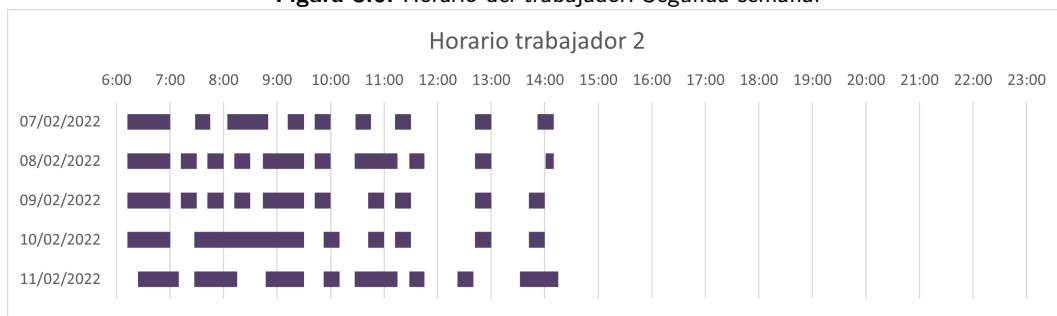 Figura 3.6. Horario del trabajador. Segunda semana.
Horario trabajador 2
6:00 7:00 8:00 9:00 10:00 11:00 12:00 13:00 14:00 15:00 16:00 17:00 18:00 19:00 20:00 21:00 22:00 23:00
07/02/2022
08/02/2022
09/02/2022
10/02/2022
11/02/2022